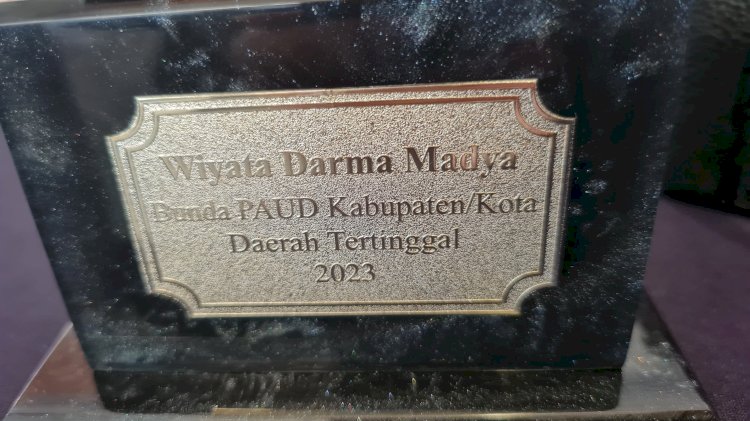 Wiyata Darma Madya
Bunda PAUD Kabupaten/Kota
Daerah Tertinggal
2023